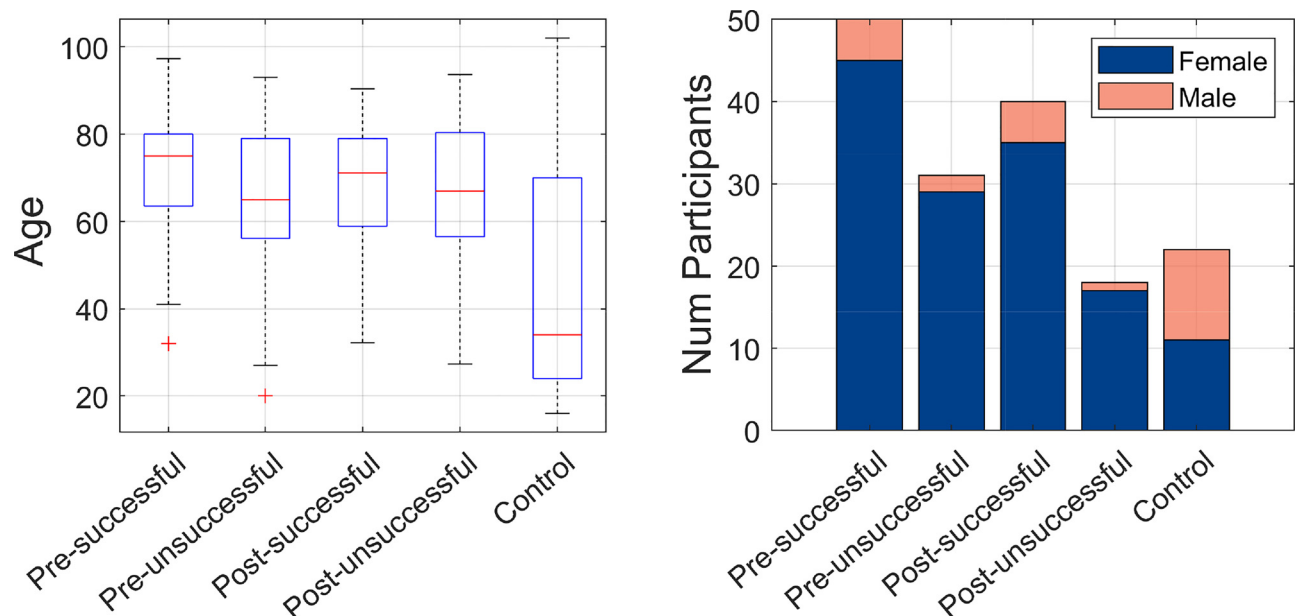 Age
100
80
60
40
20
Pre-successful
Pre-unsuccessful
Post-successful
Post-unsuccessful
Control
Num Participants
50
40
30
20
10
0
Female
Male
Pre-successful
Pre-unsuccessful
Post-successful
Post-unsuccessful
Control